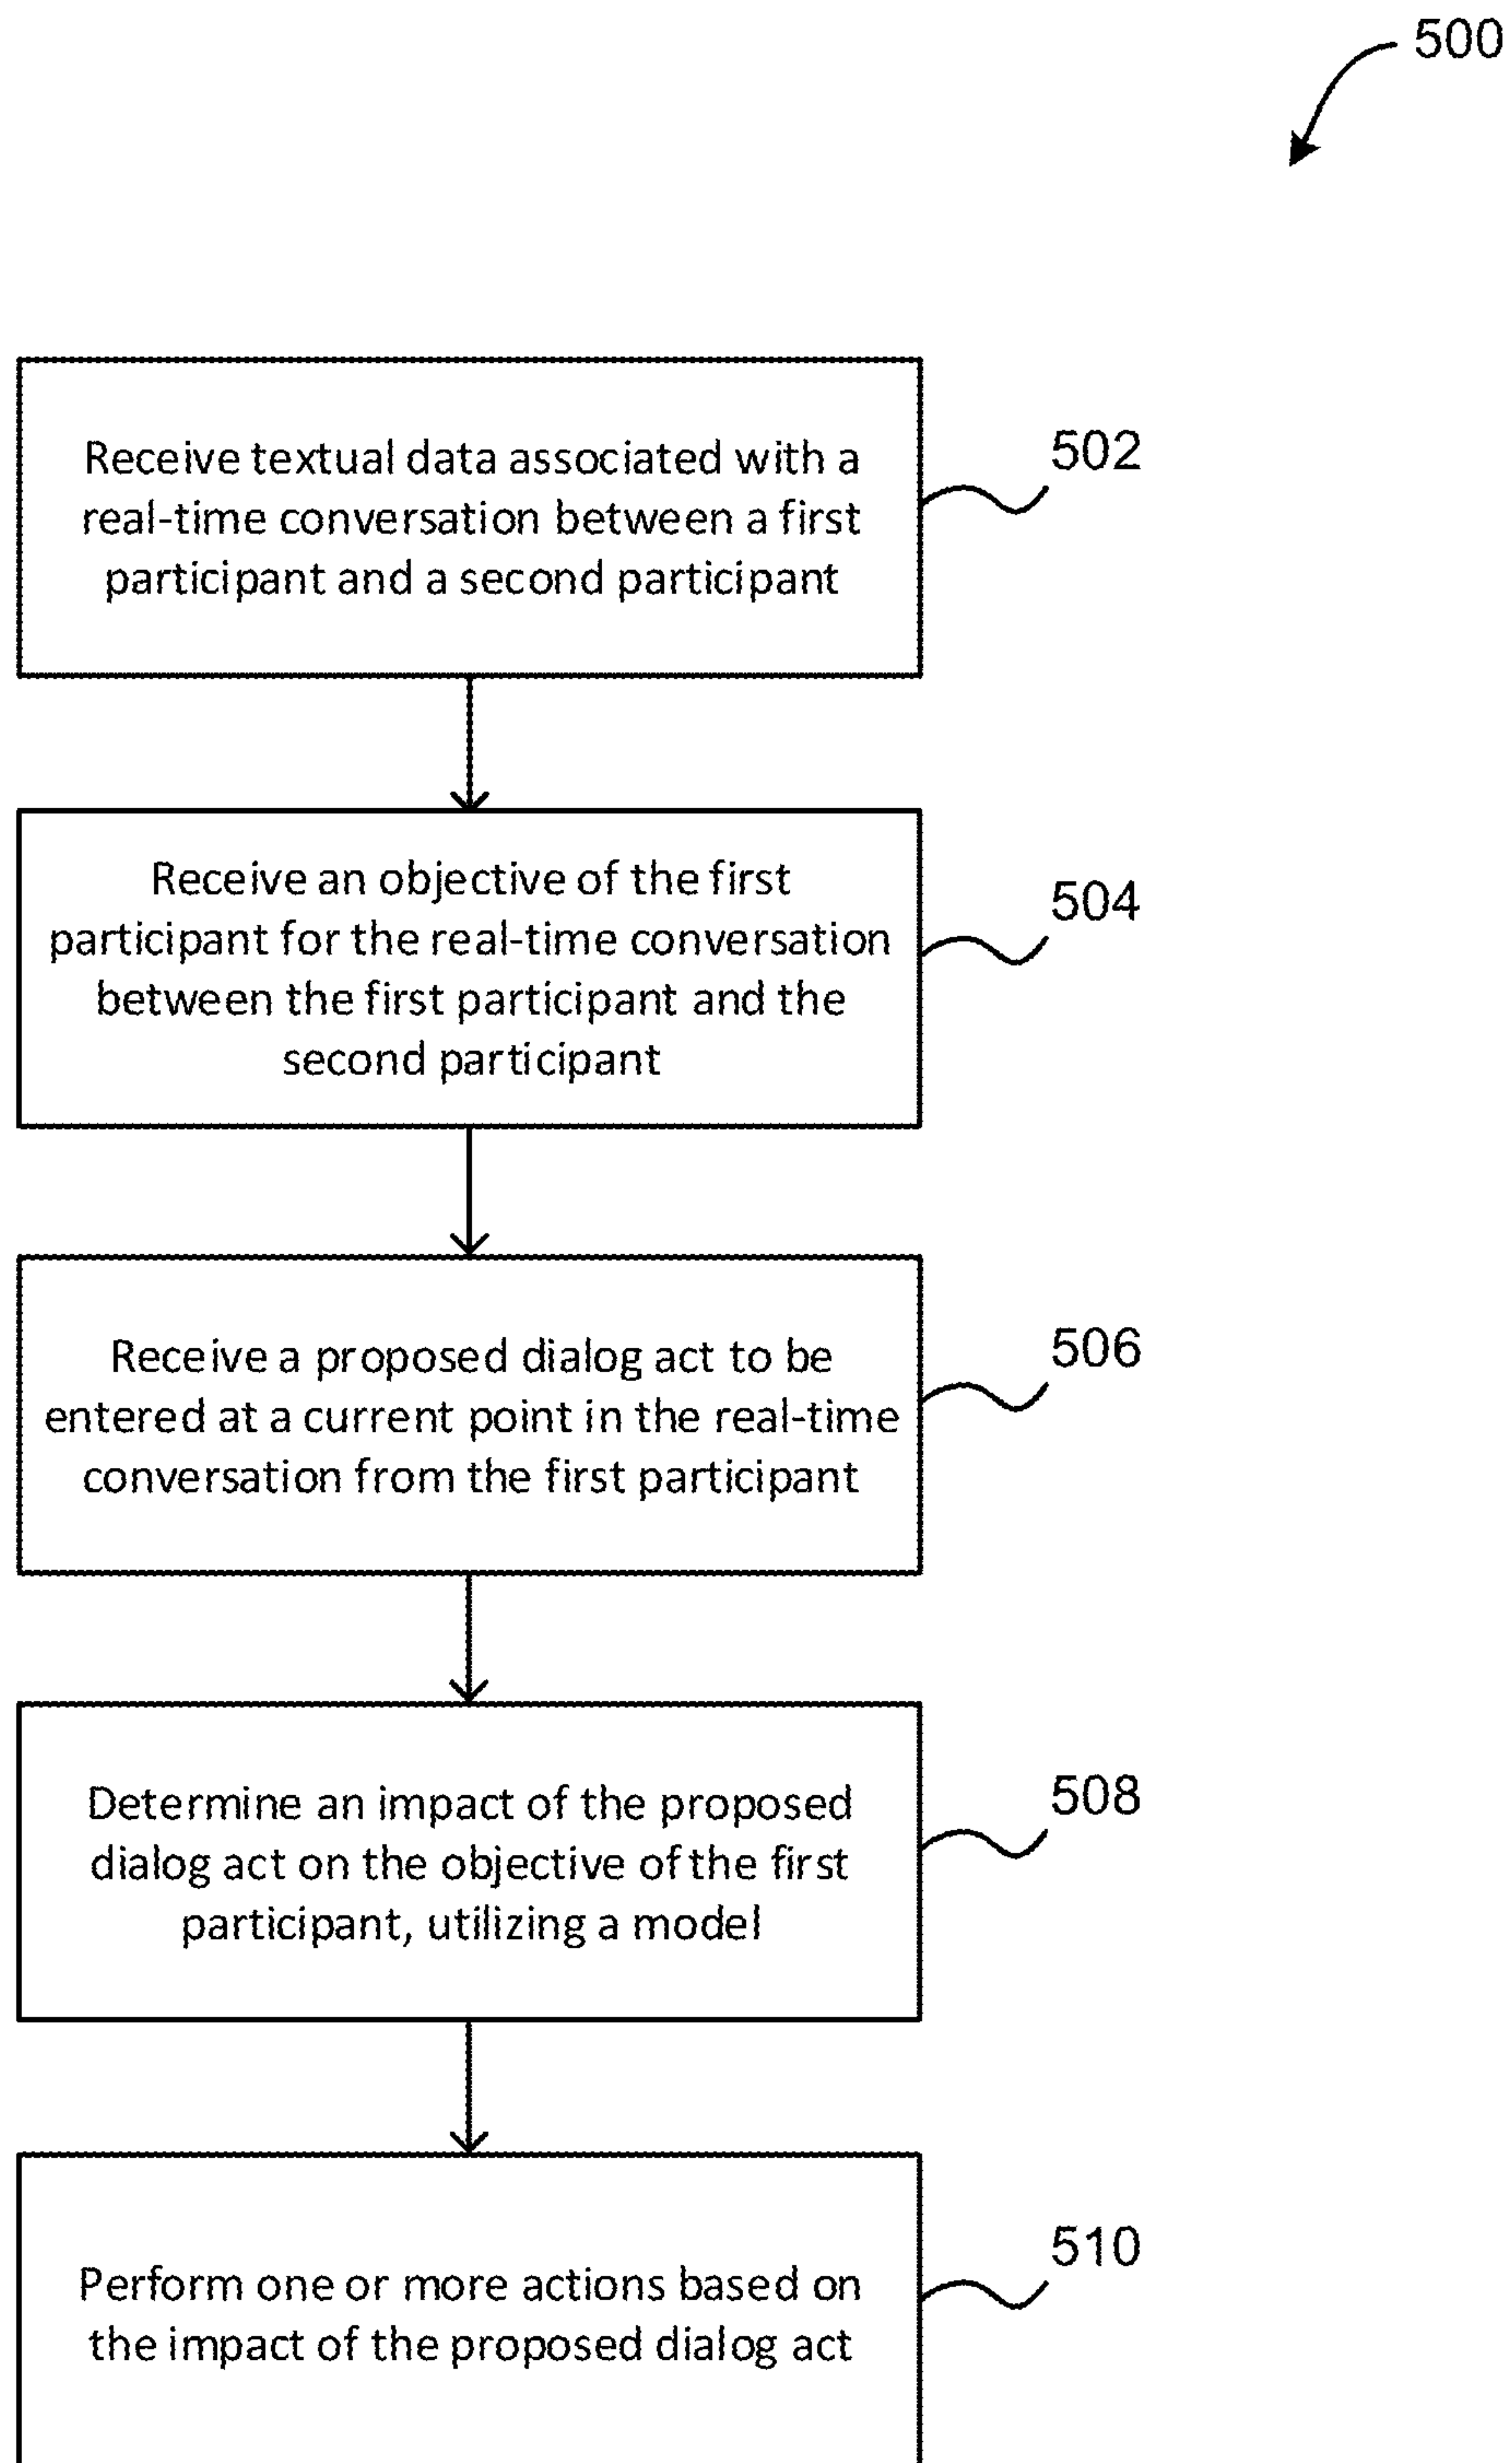 500
Receive textual data associated with a
real-time conversation between a first
participant and a second participant
502
Receive an objective of the first
participant for the real-time conversation
between the first participant and the
second participant
504
Receive a proposed dialog act to be
entered at a current point in the real-time
conversation from the first participant
506
Determine an impact of the proposed
dialog act on the objective of the first
participant, utilizing a model
508
Perform one or more actions based on
the impact of the proposed dialog act
510